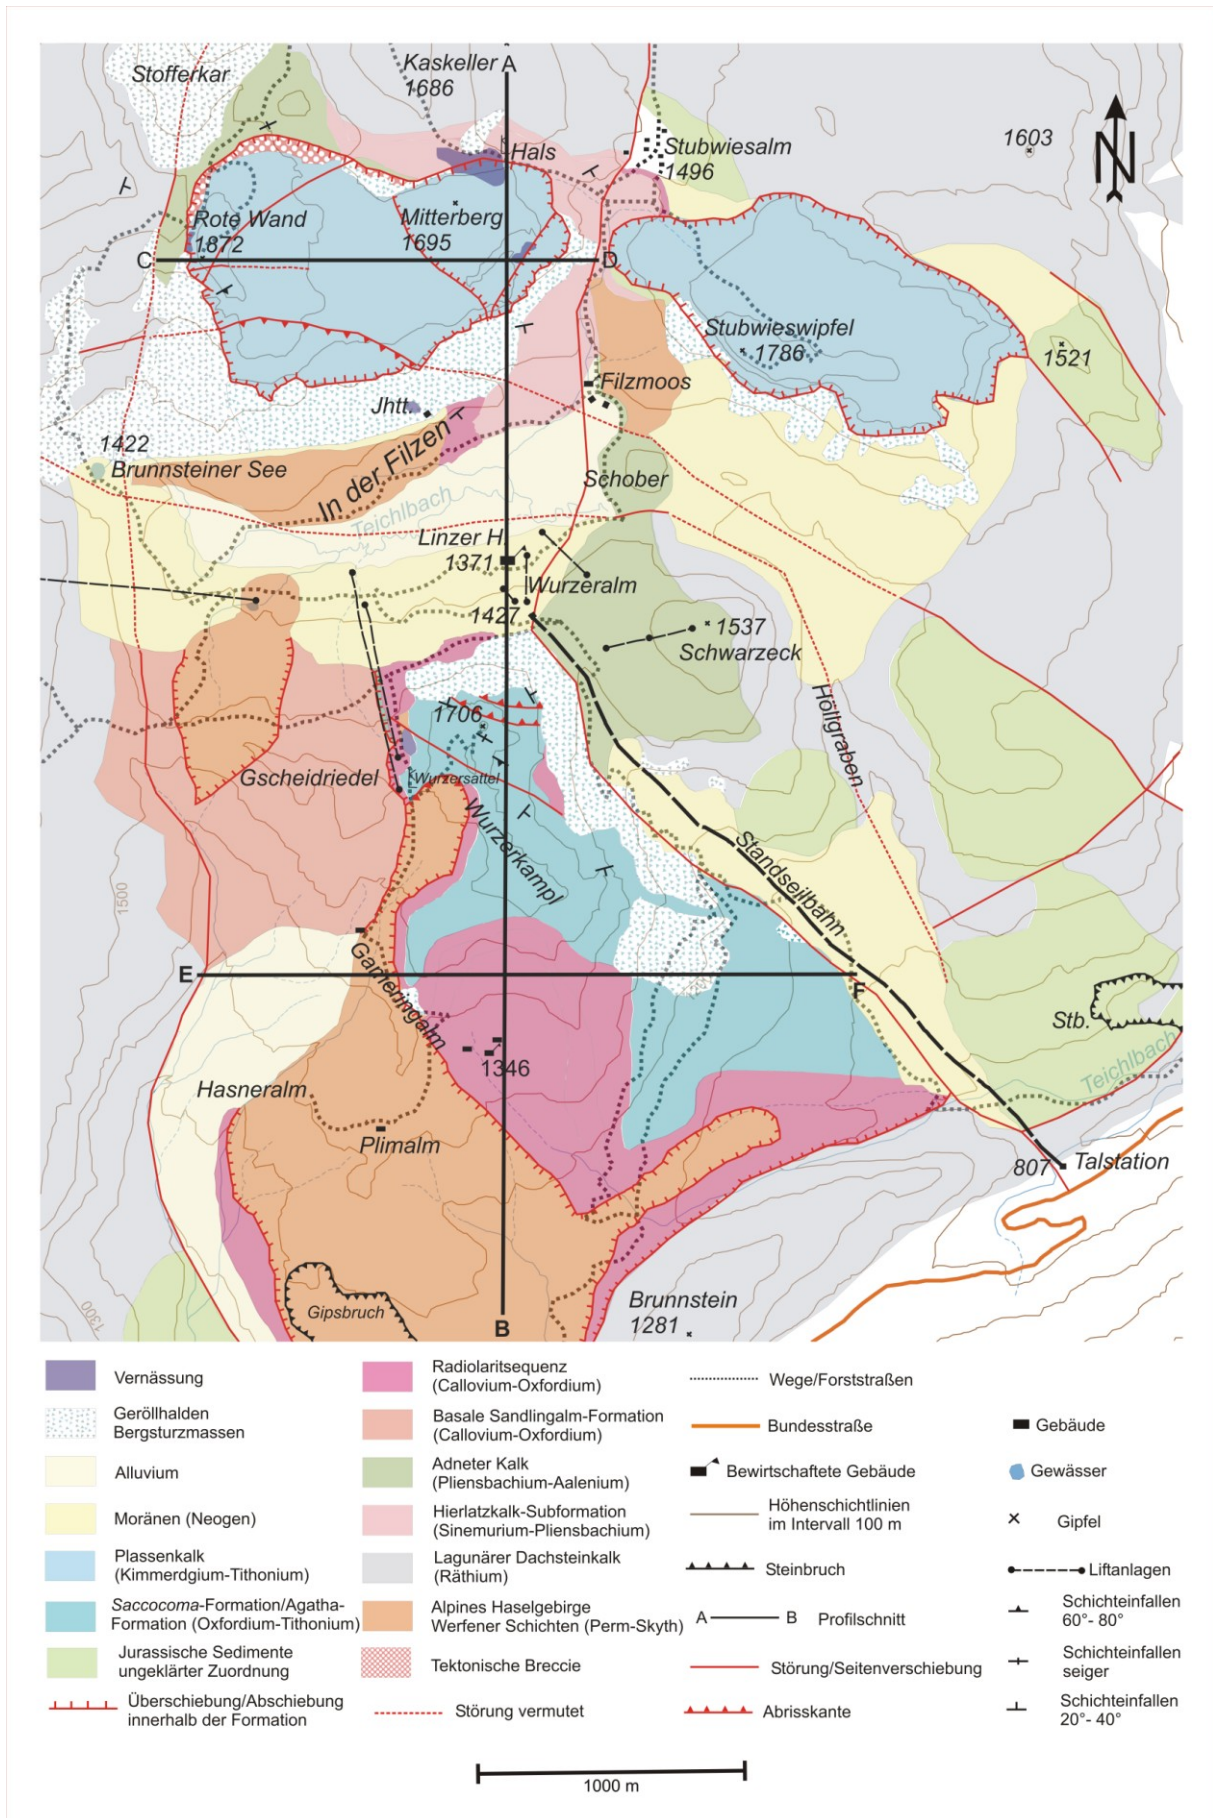 Stofferkar
Kaskeller
1686
A
N
1603
Hals
Stubwiesalm
1496
Rote Wand
1872
Mitterberg
1695
C
D
Stubwieswipfel
1786
1521
Filzmoos
Jhtt.
1422
Brunnsteiner See
In der Filzen
Teichlbach
Schober
Linzer H.
1371
Wurzeralm
1427
1537
Schwarzeck
Höllgraben
1706
Gscheidriedel
Wurzersattel
Wurzerkampl
Standseilbahn
1500
E
F
Gameringalm
Stb.
Teichlbach
1346
Hasneralm
Plimalm
807
Talstation
Gipsbruch
1300
Brunnstein
1281
B
Vernässung
Geröllhalden
Bergsturzmassen
Alluvium
Moränen (Neogen)
Plassenkalk
(Kimmerdgium-Tithonium)
Saccocoma-Formation/Agatha-
Formation (Oxfordium-Tithonium)
Jurassische Sedimente
ungeklärter Zuordnung
Überschiebung/Abschiebung
innerhalb der Formation
Radiolaritsequenz
(Callovium-Oxfordium)
Basale Sandlingalm-Formation
(Callovium-Oxfordium)
Adneter Kalk
(Pliensbachium-Aalenium)
Hierlatzkalk-Subformation
(Sinemurium-Pliensbachium)
Lagunärer Dachsteinkalk
(Räthium)
Alpines Haselgebirge
Werfener Schichten (Perm-Skyth)
Tektonische Breccie
Störung vermutet
Wege/Forststraßen
Bundesstraße
Bewirtschaftete Gebäude
Höhenschichtlinien
im Intervall 100 m
Steinbruch
A B Profilschnitt
Störung/Seitenverschiebung
Abrisskante
Gebäude
Gewässer
Gipfel
Liftanlagen
Schichteinfallen
60°- 80°
Schichteinfallen
seiger
Schichteinfallen
20°- 40°
1000 m